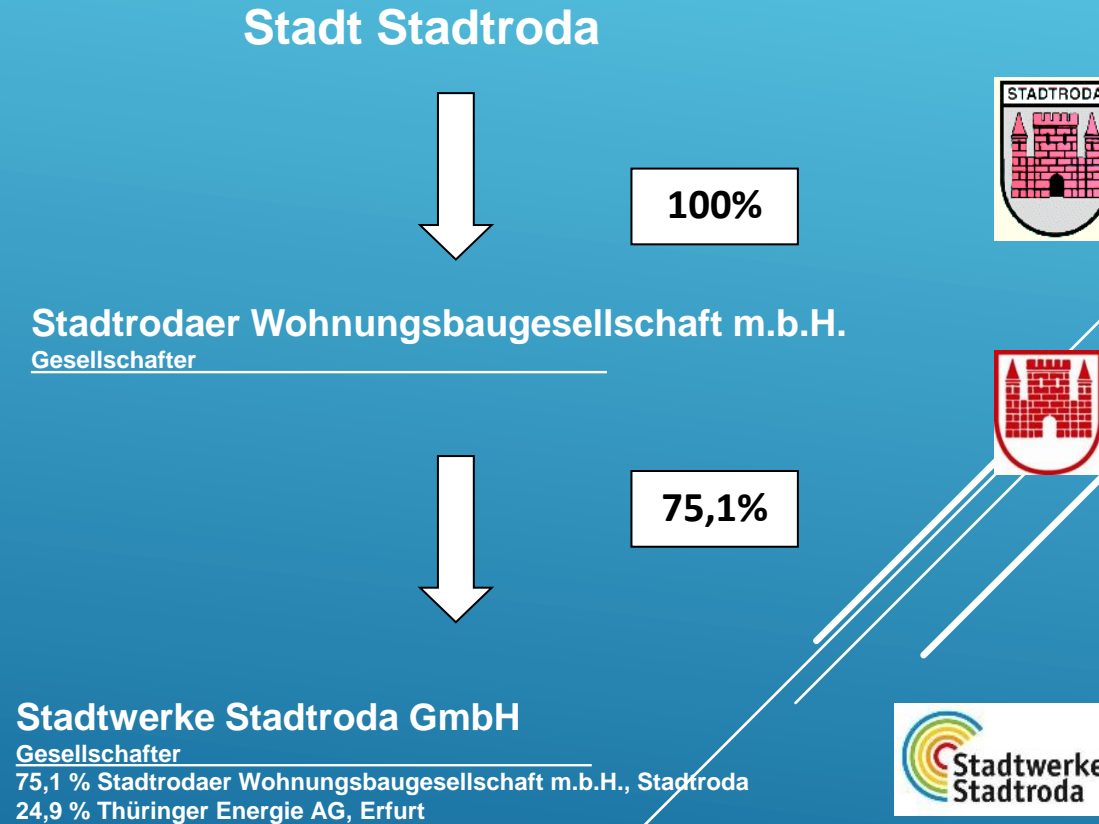 Stadt Stadtroda
STADTRODA
100%
Stadtrodaer Wohnungsbaugesellschaft m.b.H.
Gesellschafter
75,1%
Stadtwerke Stadtroda GmbH
Gesellschafter
75,1 % Stadtrodaer Wohnungsbaugesellschaft m.b.H., Stadtroda
24,9 % Thüringer Energie AG, Erfurt
Stadtwerke
Stadtroda